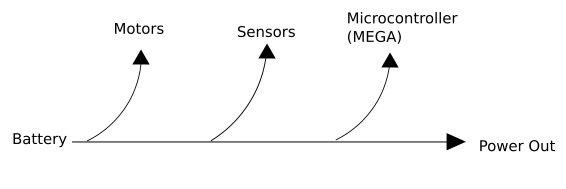 Motors
Sensors
Microcontroller
(MEGA)
Battery
Power Out